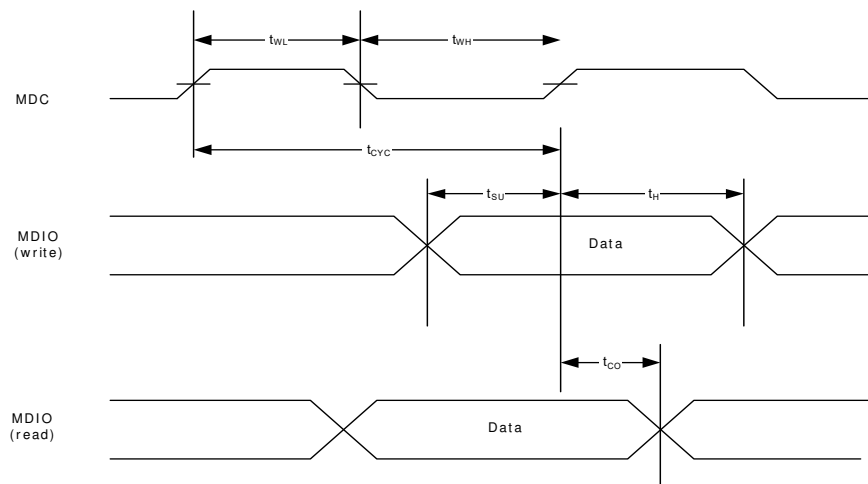 tWL
tWH
MDC
tCYC
tSU
tH
MDIO
(write)
Data
tCO
MDIO
(read)
Data